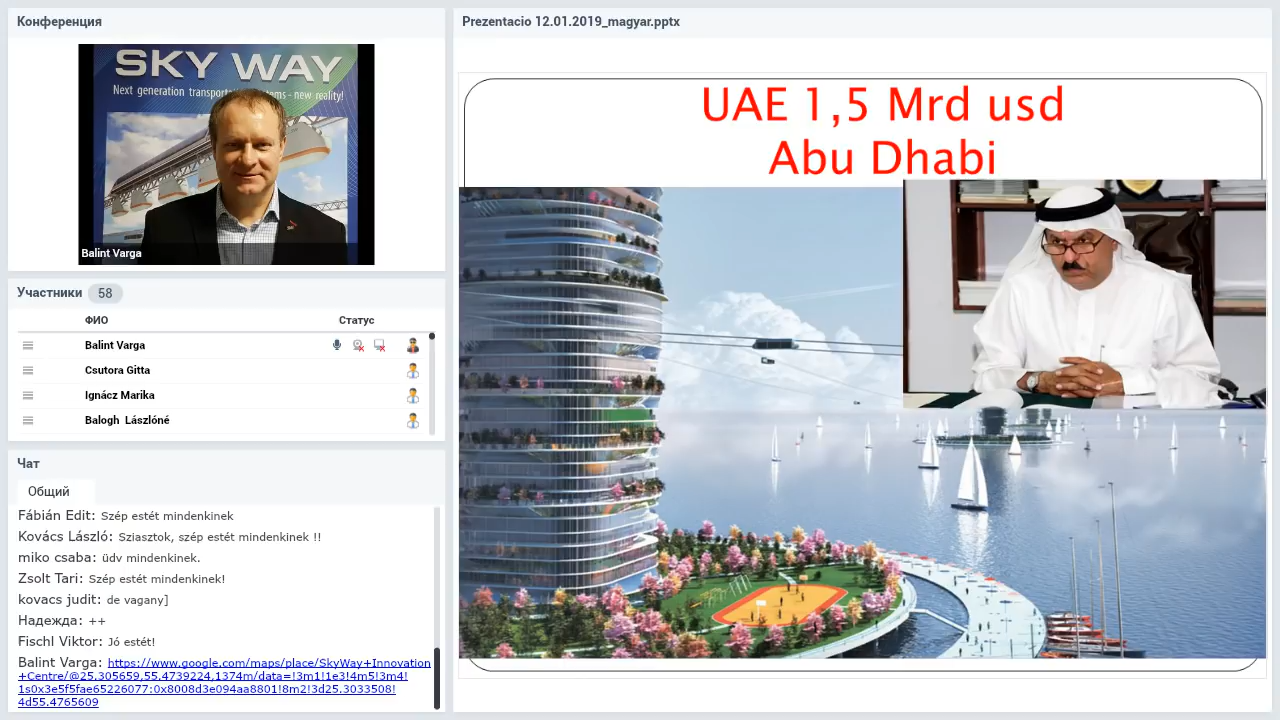 Конференция
SKY WAY
Next generation transporta ems - new reality!
Balint Varga
Участники 58
ФИО Статус
Balint Varga
Csutora Gitta
Ignácz Marika
Balogh Lászlóné
Чат
Общий
Fábián Edit: Szép estét mindenkinek
Kovács László: Sziasztok, szép estét mindenkinek !!
miko csaba: üdv mindenkinek.
Zsolt Tari: Szép estét mindenkinek!
kovacs judit: de vagany]
Надежда: ++
Fischl Viktor: Jó estét!
Balint Varga: https://www.google.com/maps/place/SkyWay+Innovation
+Centre/@25.305659,55.4739224,1374m/data=!3m1!1e3!4m5!3m4!
1s0x3e5f5fae65226077:0x8008d3e094aa8801!8m2!3d25.3033508!
4d55.4765609
Prezentacio 12.01.2019_magyar.pptx
UAE 1,5 Mrd usd
Abu Dhabi